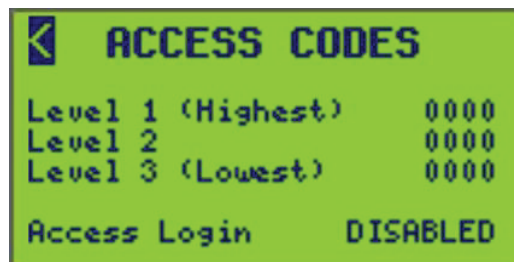 < ACCESS CODES
Level 1 (Highest) 0000
Level 2 0000
Level 3 (Lowest) 0000
Access Login DISABLED